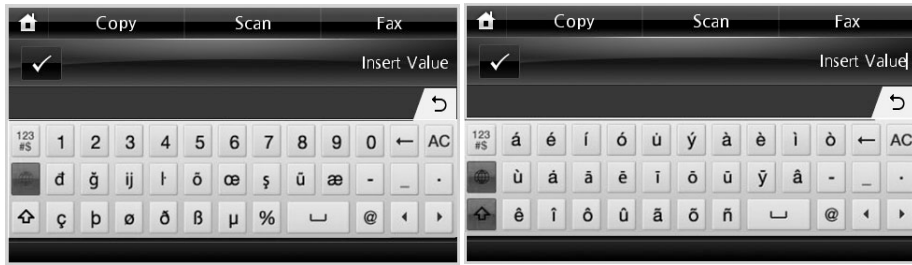 Copy Scan Fax
Insert Value
123 1 2 3 4 5 6 7 8 9 0 ← AC
#$
đ ğ ij ŀ õ œ ş ū æ - _ ·
ç þ ø ð ß µ % @
Copy Scan Fax
Insert Value
123 á é í ó ú ý à è ì ò ← AC
#$
ù ā ē ī ō ū ȳ â - _ ·
ê î ô û ã õ ñ @